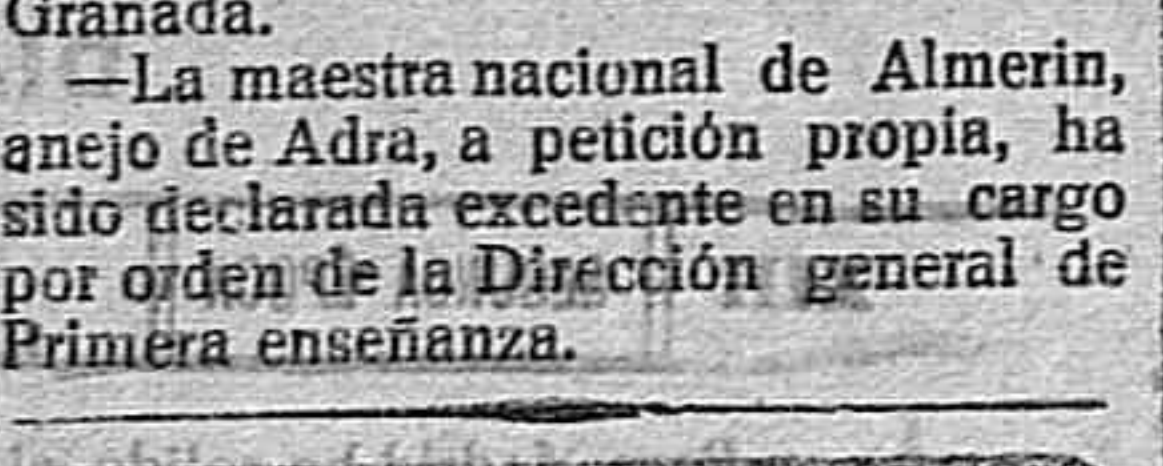 Granada.
—La maestra nacional de Almerin,
anejo de Adra, a petición propia, ha
sido declarada excedente en su cargo
por orden de la Dirección general de
Primera enseñanza.